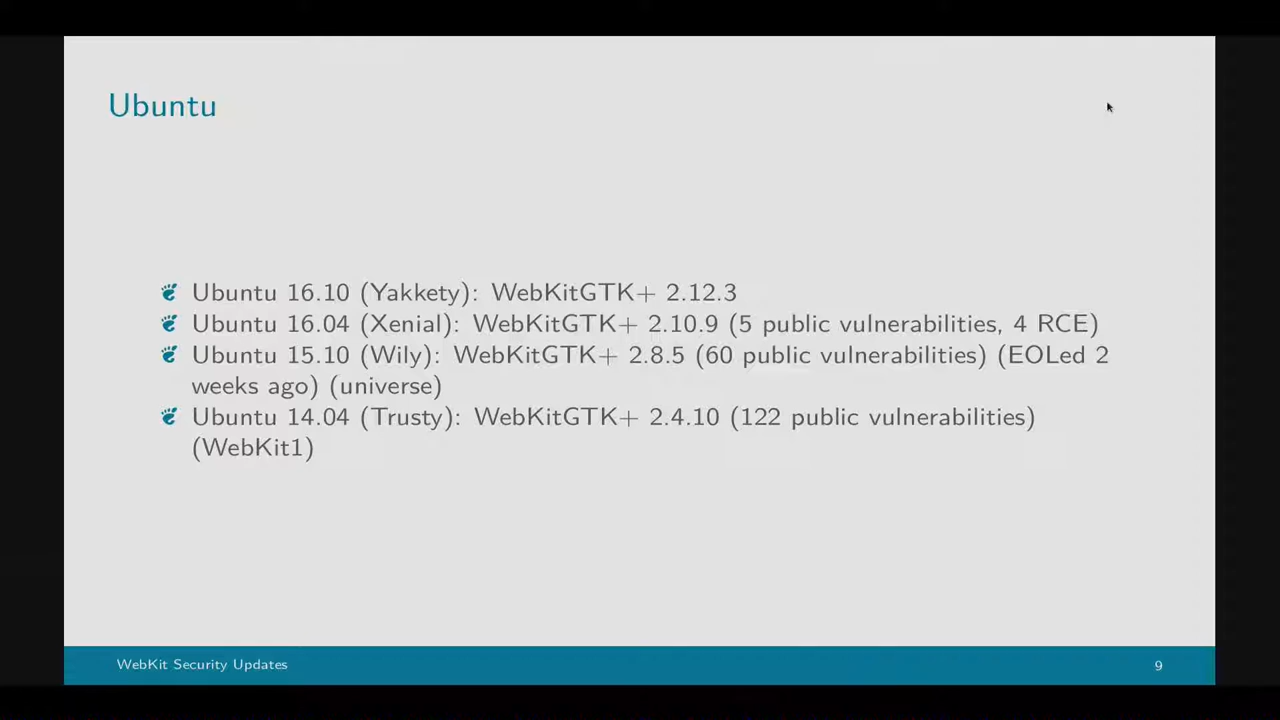 Ubuntu
Ubuntu 16.10 (Yakkety): WebKitGTK+ 2.12.3
Ubuntu 16.04 (Xenial): WebKitGTK+ 2.10.9 (5 public vulnerabilities, 4 RCE)
Ubuntu 15.10 (Wily): WebKitGTK+ 2.8.5 (60 public vulnerabilities) (EOLed 2
weeks ago) (universe)
Ubuntu 14.04 (Trusty): WebKitGTK+ 2.4.10 (122 public vulnerabilities)
(WebKit1)
WebKit Security Updates
9